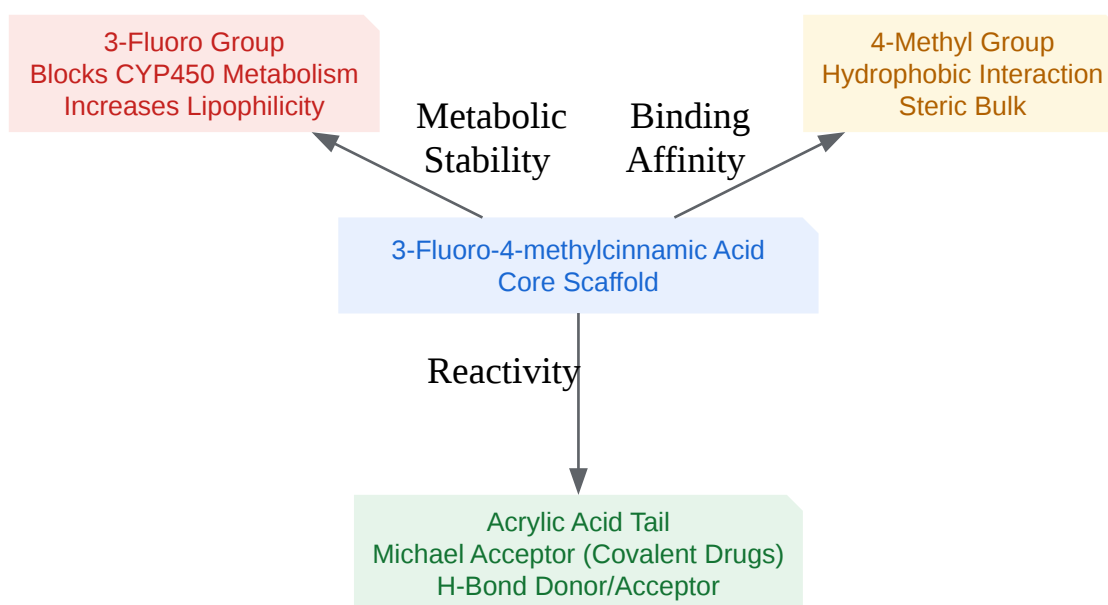 3-Fluoro Group
Blocks CYP450 Metabolism
Increases Lipophilicity
4-Methyl Group
Hydrophobic Interaction
Steric Bulk
Metabolic
Stability
Binding
Affinity
3-Fluoro-4-methylcinnamic Acid
Core Scaffold
Reactivity
Acrylic Acid Tail
Michael Acceptor (Covalent Drugs)
H-Bond Donor/Acceptor